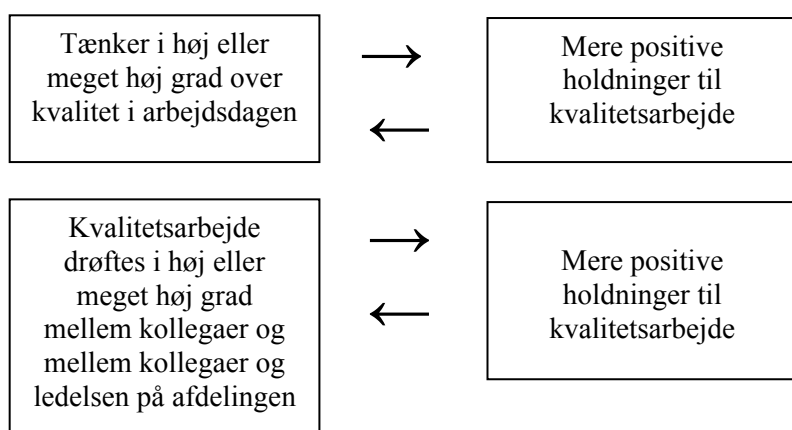 Tænker i høj eller
meget høj grad over
kvalitet i arbejdsdagen
Mere positive
holdninger til
kvalitetsarbejde
Kvalitetsarbejde
drøftes i høj eller
meget høj grad
mellem kollegaer og
mellem kollegaer og
ledelsen på afdelingen
Mere positive
holdninger til
kvalitetsarbejde